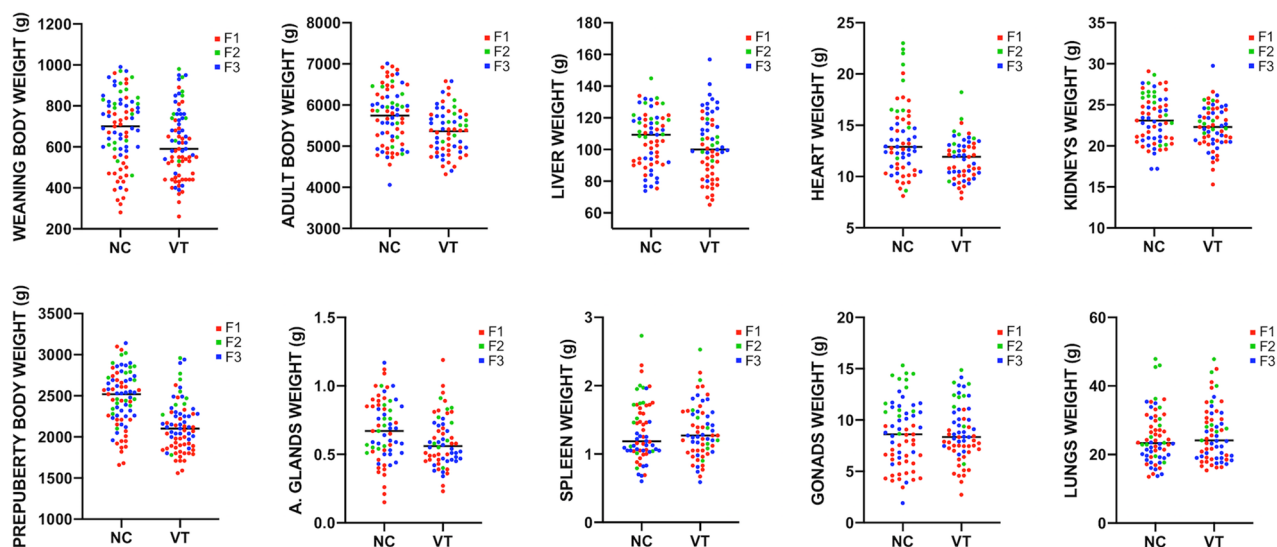 WEANING BODY WEIGHT (g)
1200
1000
800
600
400
200
NC
VT
F1
F2
F3
ADULT BODY WEIGHT (g)
8000
7000
6000
5000
4000
3000
NC
VT
F1
F2
F3
LIVER WEIGHT (g)
180
160
140
120
100
80
60
NC
VT
F1
F2
F3
HEART WEIGHT (g)
25
20
15
10
5
NC
VT
F1
F2
F3
KIDNEYS WEIGHT (g)
35
30
25
20
15
10
NC
VT
F1
F2
F3
PREPUBERTY BODY WEIGHT (g)
3500
3000
2500
2000
1500
1000
NC
VT
F1
F2
F3
A. GLANDS WEIGHT (g)
1.5
1.0
0.5
0.0
NC
VT
F1
F2
F3
SPLEEN WEIGHT (g)
3
2
1
0
NC
VT
F1
F2
F3
GONADS WEIGHT (g)
20
15
10
5
0
NC
VT
F1
F2
F3
LUNGS WEIGHT (g)
60
40
20
0
NC
VT
F1
F2
F3